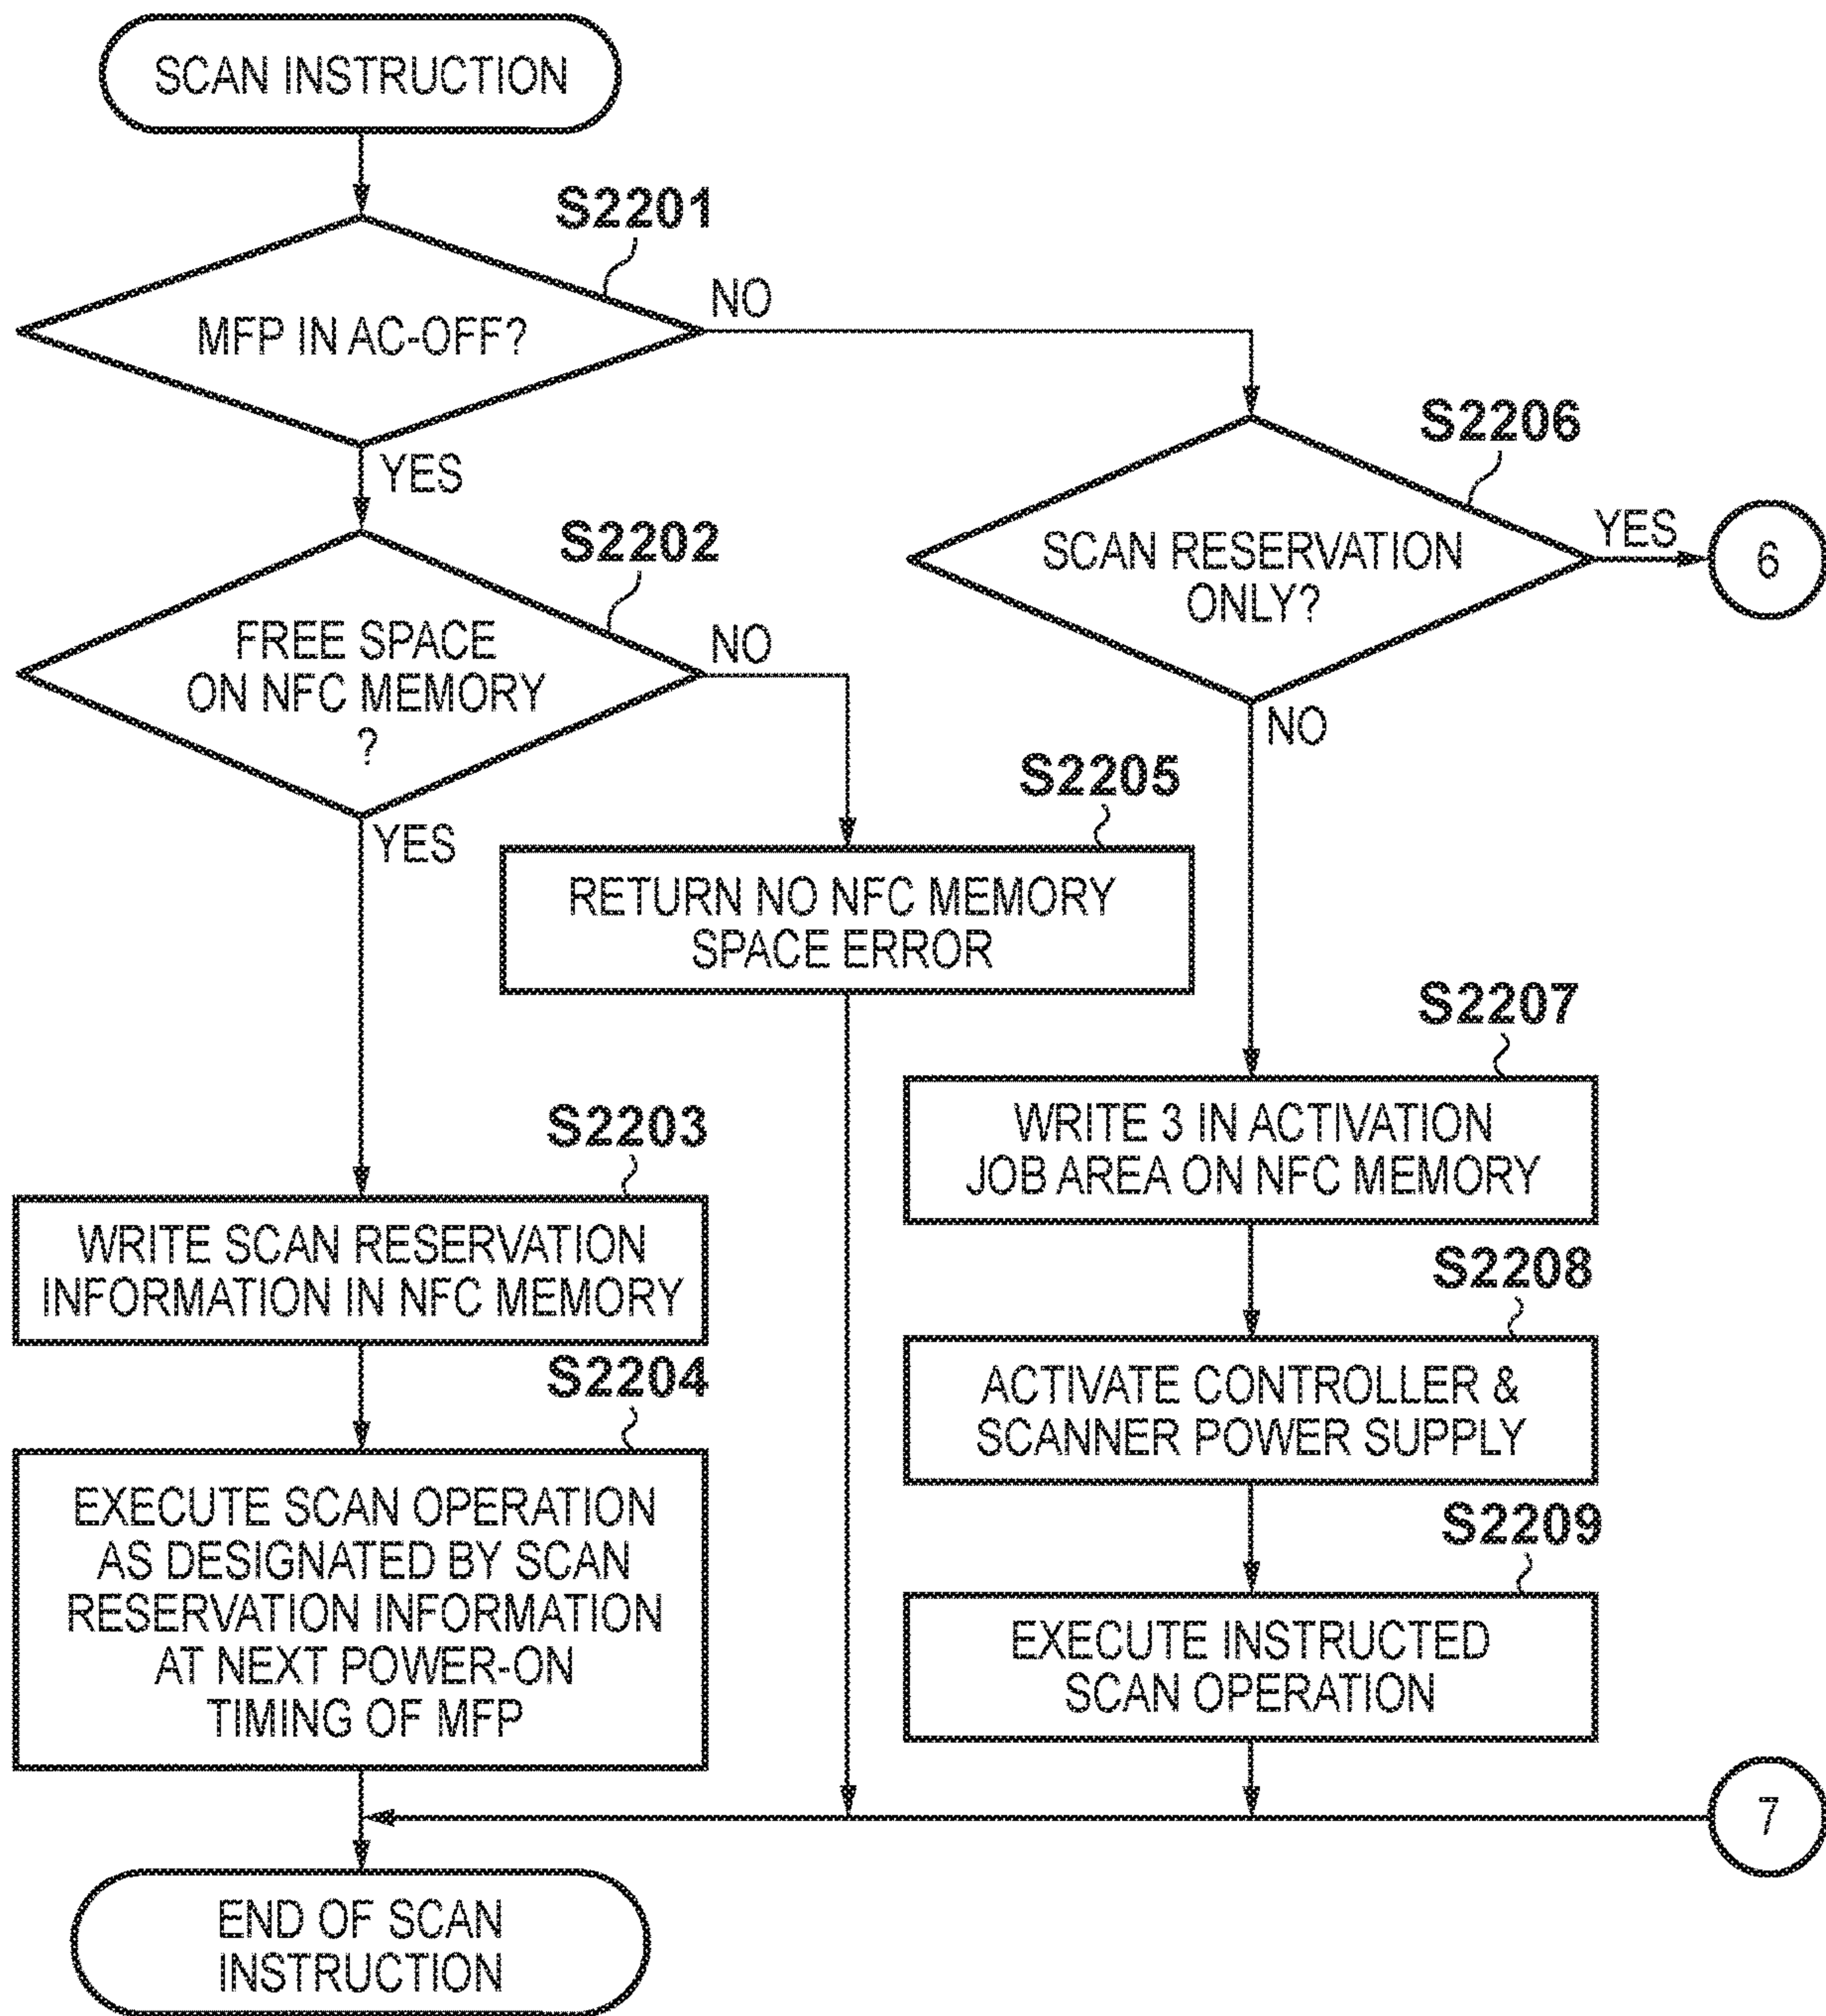 SCAN INSTRUCTION
S2201
MFP IN AC-OFF?
NO
YES
S2206
SCAN RESERVATION
ONLY?
YES
6
NO
S2202
FREE SPACE
ON NFC MEMORY
?
NO
YES
S2205
RETURN NO NFC MEMORY
SPACE ERROR
S2203
WRITE SCAN RESERVATION
INFORMATION IN NFC MEMORY
S2204
EXECUTE SCAN OPERATION
AS DESIGNATED BY SCAN
RESERVATION INFORMATION
AT NEXT POWER-ON
TIMING OF MFP
S2207
WRITE 3 IN ACTIVATION
JOB AREA ON NFC MEMORY
S2208
ACTIVATE CONTROLLER &
SCANNER POWER SUPPLY
S2209
EXECUTE INSTRUCTED
SCAN OPERATION
7
END OF SCAN
INSTRUCTION